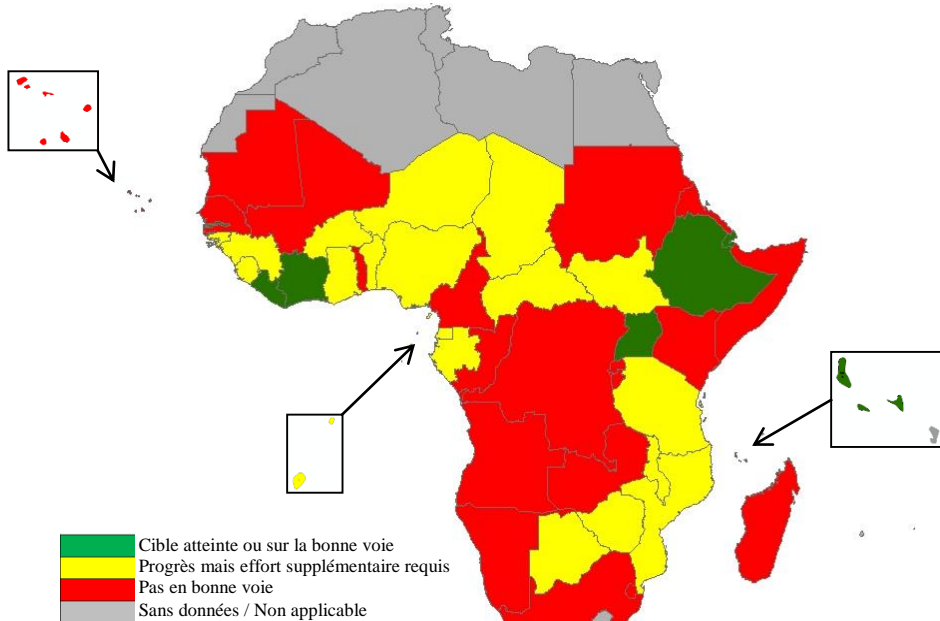 Cible atteinte ou sur la bonne voie
Progrès mais effort supplémentaire requis
Pas en bonne voie
Sans données / Non applicable